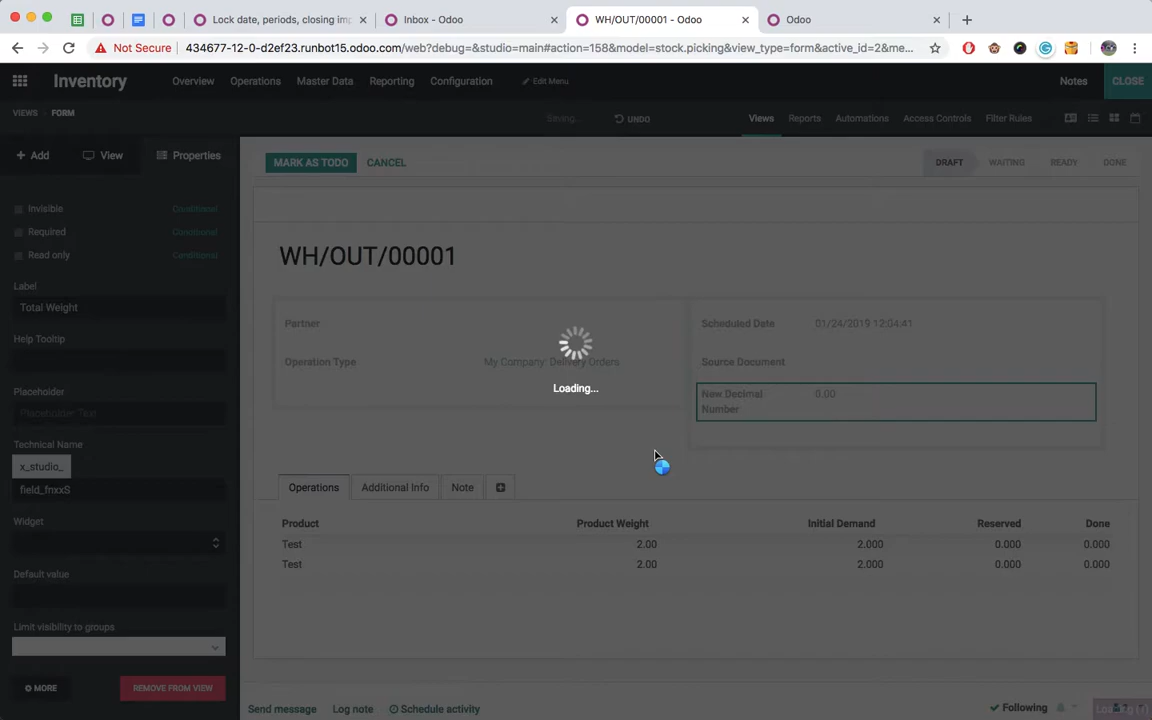 Lock date, periods, closing imp
Inbox - Odoo
WH/OUT/00001 - Odoo
Odoo
Not Secure
434677-12-0-d2ef23.runbot15.odoo.com/web?debug=&studio=main#action=158&model=stock.picking&view_type=form&active_id=2&me...
Inventory
Overview
Operations
Master Data
Reporting
Configuration
Edit Menu
Notes
CLOSE
VIEWS
FORM
Saving...
UNDO
Views
Reports
Automations
Access Controls
Filter Rules
Add
View
Properties
MARK AS TODO
CANCEL
DRAFT
WAITING
READY
DONE
Invisible
Conditional
Required
Conditional
Read only
Conditional
Label
Total Weight
Help Tooltip
Placeholder
Placeholder Text
Technical Name
x_studio_
field_fnxxS
Widget
Default value
Limit visibility to groups
MORE
REMOVE FROM VIEW
WH/OUT/00001
Partner
Operation Type
My Company: Delivery Orders
Scheduled Date
01/24/2019 12:04:41
Source Document
New Decimal
Number
0.00
Loading...
Operations
Additional Info
Note
Product
Product Weight
Initial Demand
Reserved
Done
Test
2.00
2.000
0.000
0.000
Test
2.00
2.000
0.000
0.000
Send message
Log note
Schedule activity
Following